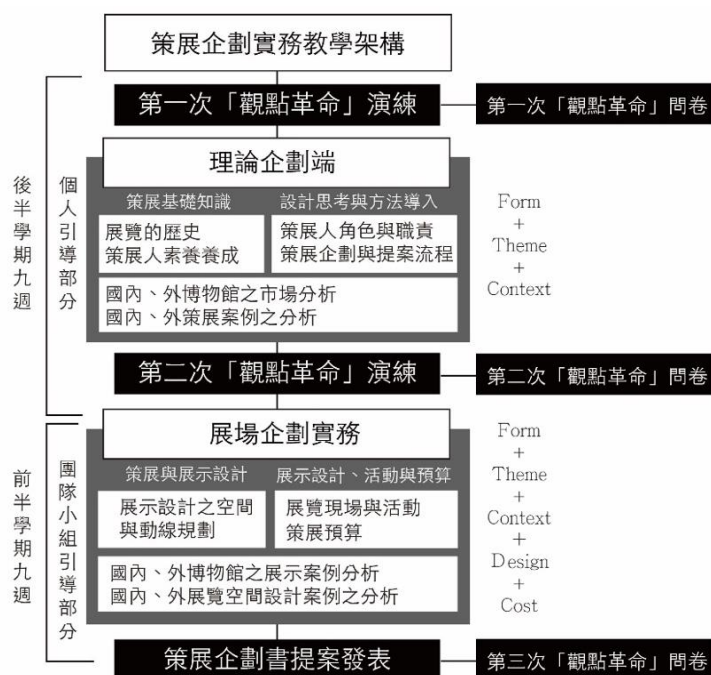 策展企劃實務教學架構
第一次「觀點革命」演練
第一次「觀點革命」問卷
後半學期九週
個人引導部分
理論企劃端
策展基礎知識
設計思考與方法導入
展覽的歷史
策展人素養養成
策展人角色與職責
策展企劃與提案流程
國內、外博物館之市場分析
國內、外策展案例之分析
Form
+
Theme
+
Context
第二次「觀點革命」演練
第二次「觀點革命」問卷
前半學期九週
團隊小組引導部分
展場企劃實務
策展與展示設計
展示設計、活動與預算
展示設計之空間
與動線規劃
展覽現場與活動
策展預算
國內、外博物館之展示案例分析
國內、外展覽空間設計案例之分析
Form
+
Theme
+
Context
+
Design
+
Cost
策展企劃書提案發表
第三次「觀點革命」問卷